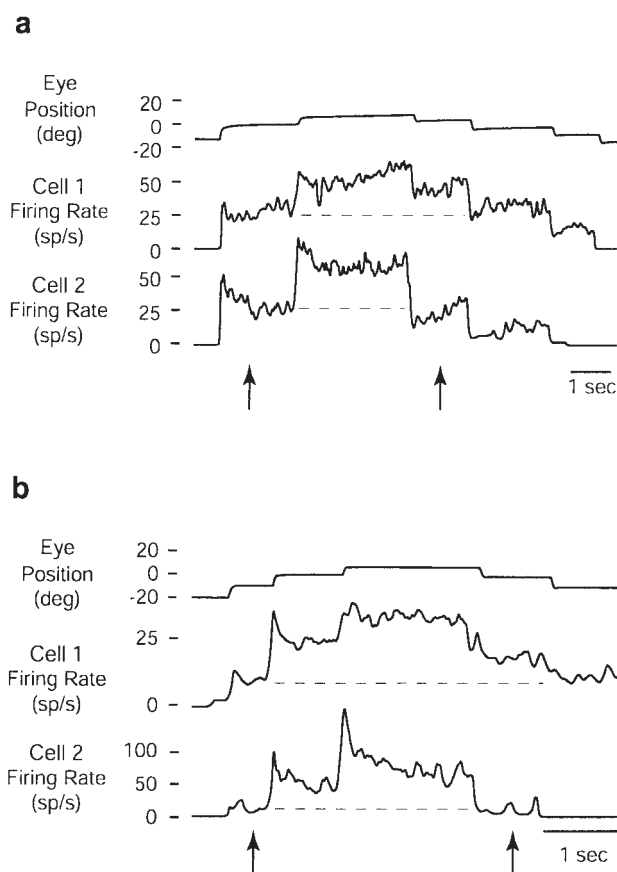 a
Eye
Position
(deg)
20
0
-20
Cell 1
Firing Rate
(sp/s)
50
25
0
Cell 2
Firing Rate
(sp/s)
50
25
0
1 sec
b
Eye
Position
(deg)
20
0
-20
Cell 1
Firing Rate
(sp/s)
25
0
Cell 2
Firing Rate
(sp/s)
100
50
0
1 sec